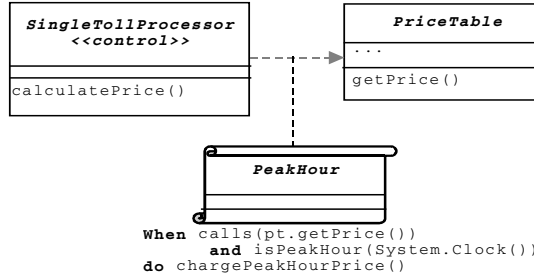 SingleTollProcessor
<<control>>
calculatePrice()
PriceTable
...
getPrice()
PeakHour
When calls(pt.getPrice())
and isPeakHour(System.Clock())
do chargePeakHourPrice()